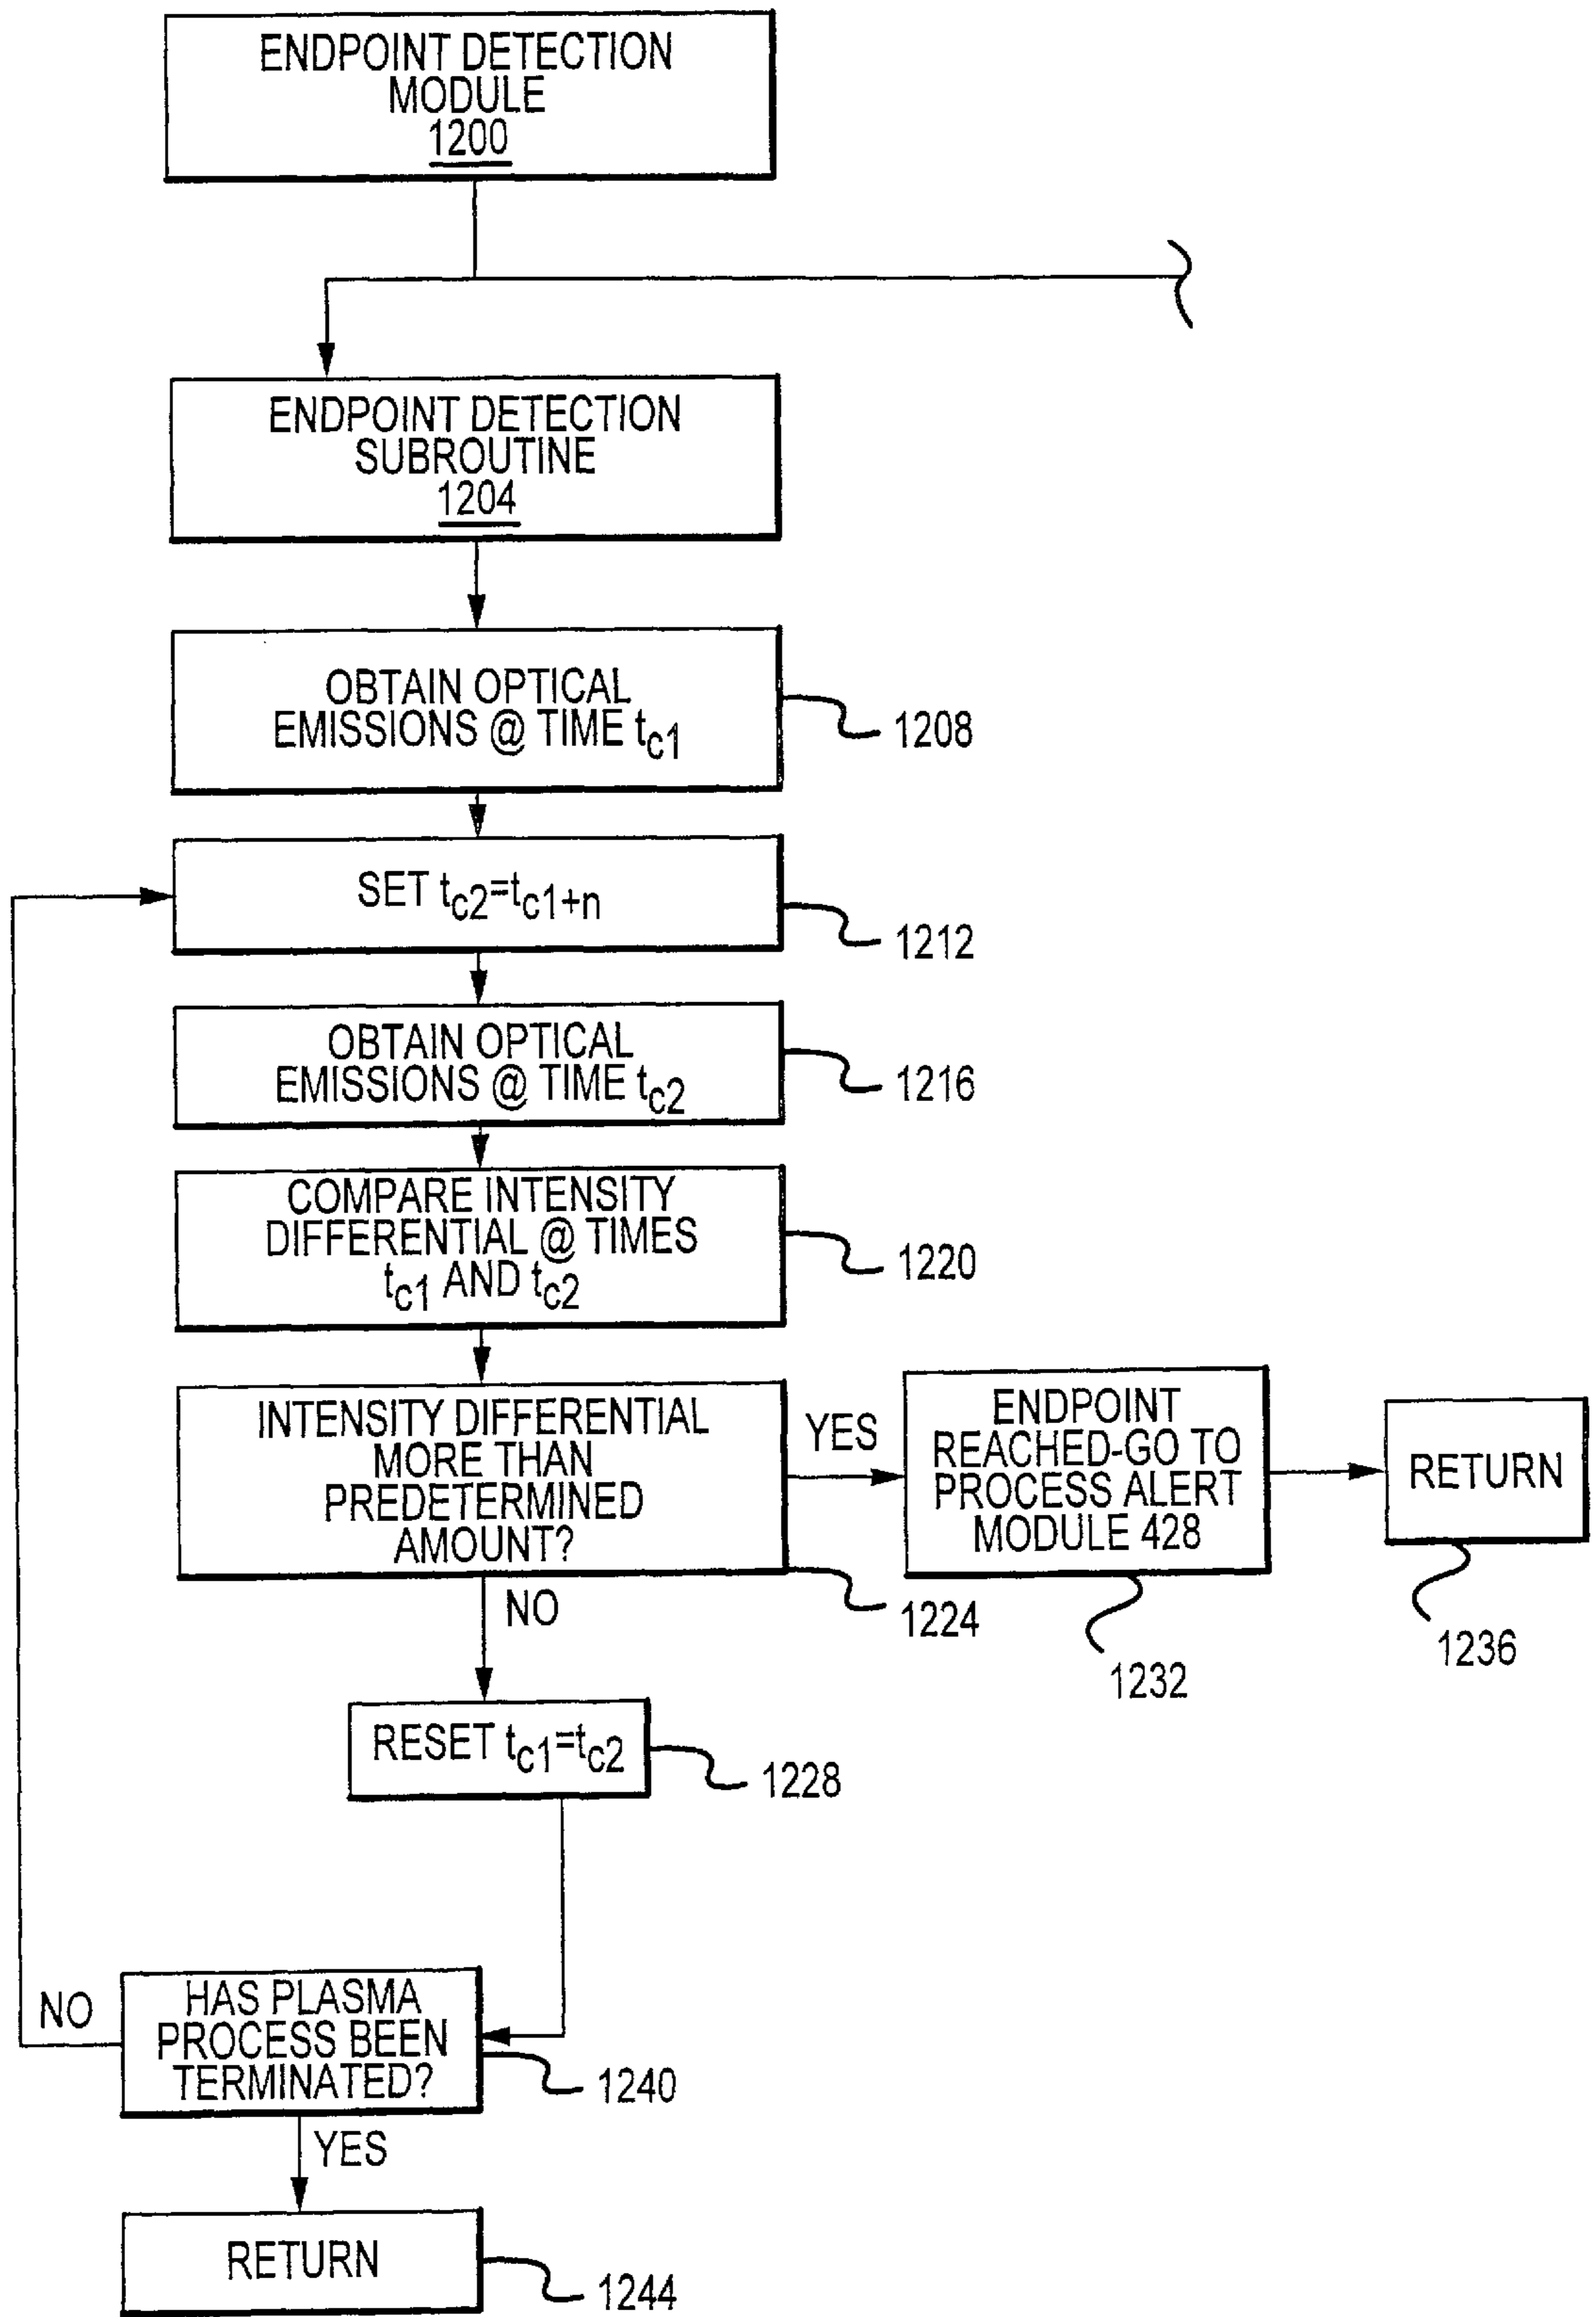 ENDPOINT DETECTION
MODULE
1200
ENDPOINT DETECTION
SUBROUTINE
1204
OBTAIN OPTICAL
EMISSIONS @ TIME tc1
1208
SET tc2=tc1+n
1212
OBTAIN OPTICAL
EMISSIONS @ TIME tc2
1216
COMPARE INTENSITY
DIFFERENTIAL @ TIMES
tc1 AND tc2
1220
INTENSITY DIFFERENTIAL
MORE THAN
PREDETERMINED
AMOUNT?
1224
YES
ENDPOINT
REACHED-GO TO
PROCESS ALERT
MODULE 428
1232
RETURN
1236
NO
RESET tc1=tc2
1228
HAS PLASMA
PROCESS BEEN
TERMINATED?
1240
NO
YES
RETURN
1244